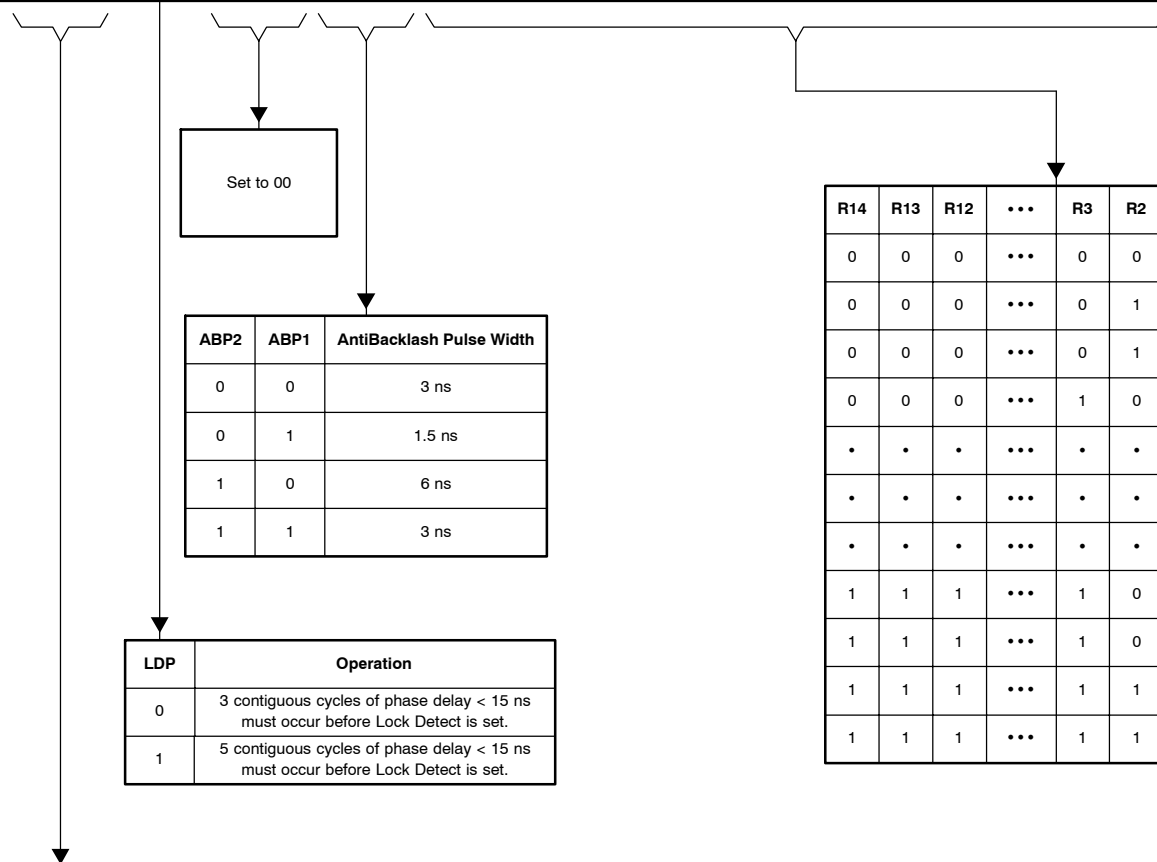 Set to 00
ABP2 ABP1 AntiBacklash Pulse Width
0 0 3 ns
0 1 1.5 ns
1 0 6 ns
1 1 3 ns
LDP Operation
0 3 contiguous cycles of phase delay < 15 ns
must occur before Lock Detect is set.
1 5 contiguous cycles of phase delay < 15 ns
must occur before Lock Detect is set.
R14 R13 R12 ••• R3 R2
0 0 0 ••• 0 0
0 0 0 ••• 0 1
0 0 0 ••• 0 1
0 0 0 ••• 1 0
• • • ••• • •
• • • ••• • •
• • • ••• • •
1 1 1 ••• 1 0
1 1 1 ••• 1 0
1 1 1 ••• 1 1
1 1 1 ••• 1 1